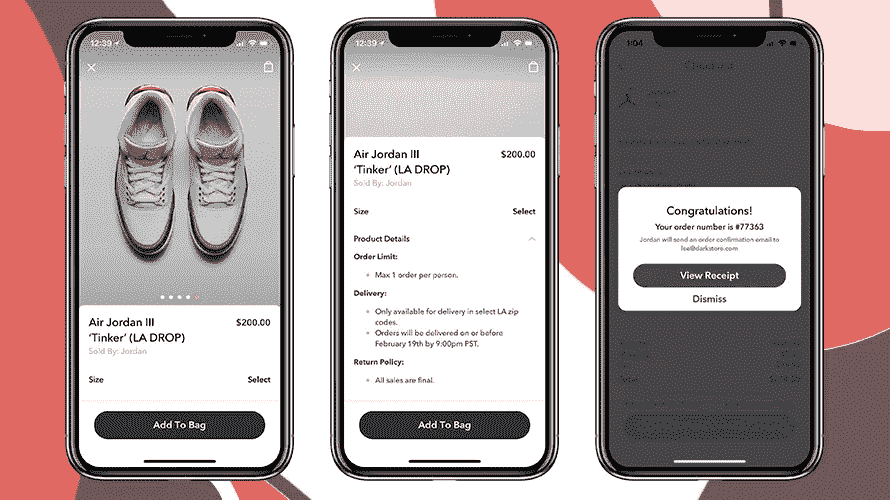 12:39
Air Jordan III
‘Tinker’ (LA DROP)
$200.00
Sold By: Jordan
Size
Select
Add To Bag
12:39
Air Jordan III
‘Tinker’ (LA DROP)
$200.00
Sold By: Jordan
Size
Select
Product Details
Order Limit:
Max 1 order per person.
Delivery:
Only available for delivery in select LA zip
codes.
Orders will be delivered on or before
February 19th by 9:00pm PST.
Return Policy:
All sales are final.
Add To Bag
1:04
Checkout
Congratulations!
Your order number is #77363
Jordan will send an order confirmation email to
lee@darkstore.com
View Receipt
Dismiss